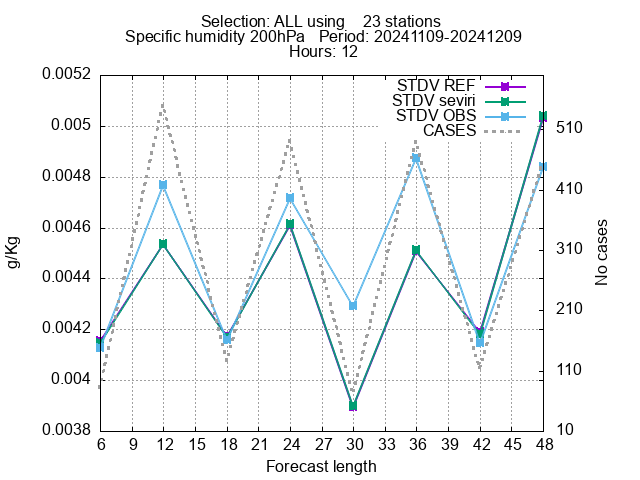 Selection: ALL using    23 stations
Specific humidity 200hPa   Period: 20241109-20241209
Hours: 12
STDV REF
STDV seviri
STDV OBS
CASES
0.0052
0.005
0.0048
0.0046
0.0044
0.0042
0.004
0.0038
g/Kg
510
410
310
210
110
10
No cases
6 9 12 15 18 21 24 27 30 33 36 39 42 45 48
Forecast length